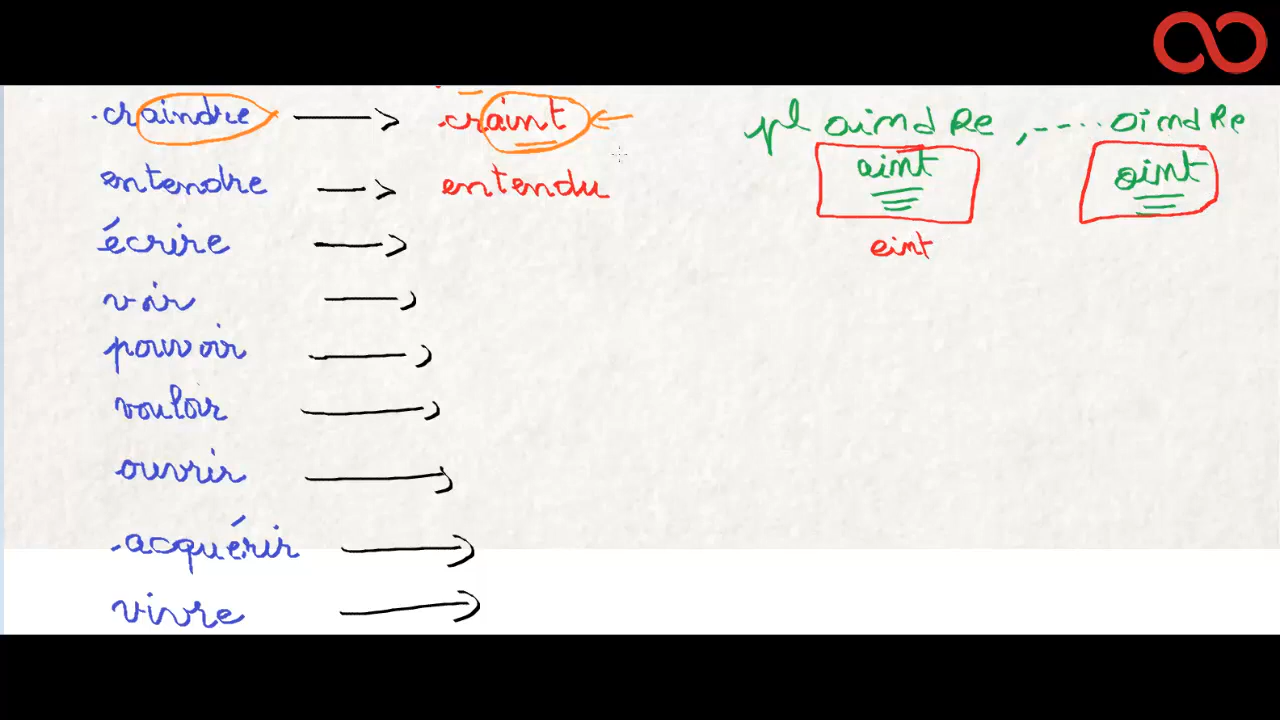 craindre → craint
plaindre , ---- oindre
aint oint
entendre → entendu
écrire →
eint
voir →
pouvoir →
vouloir →
ouvrir →
acquérir →
vivre →